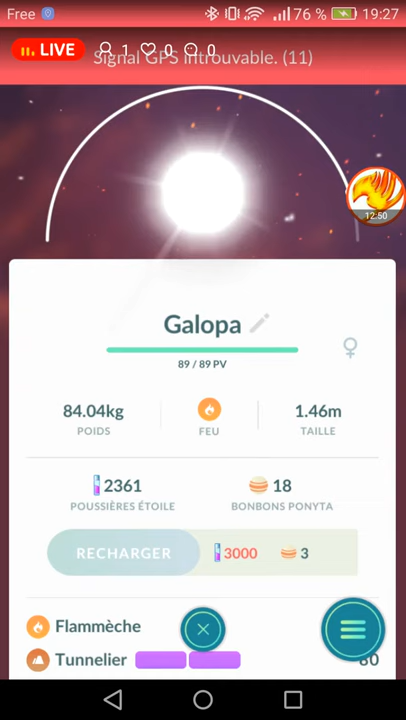 Free 76 % 19:27
LIVE 1 0 0
Signal GPS introuvable. (11)
12:50
Galopa
89 / 89 PV
84.04kg 1.46m
POIDS FEU TAILLE
2361 18
POUSSIÈRES ÉTOILE BONBONS PONYTA
RECHARGER 3000 3
Flammèche
Tunnelier 80